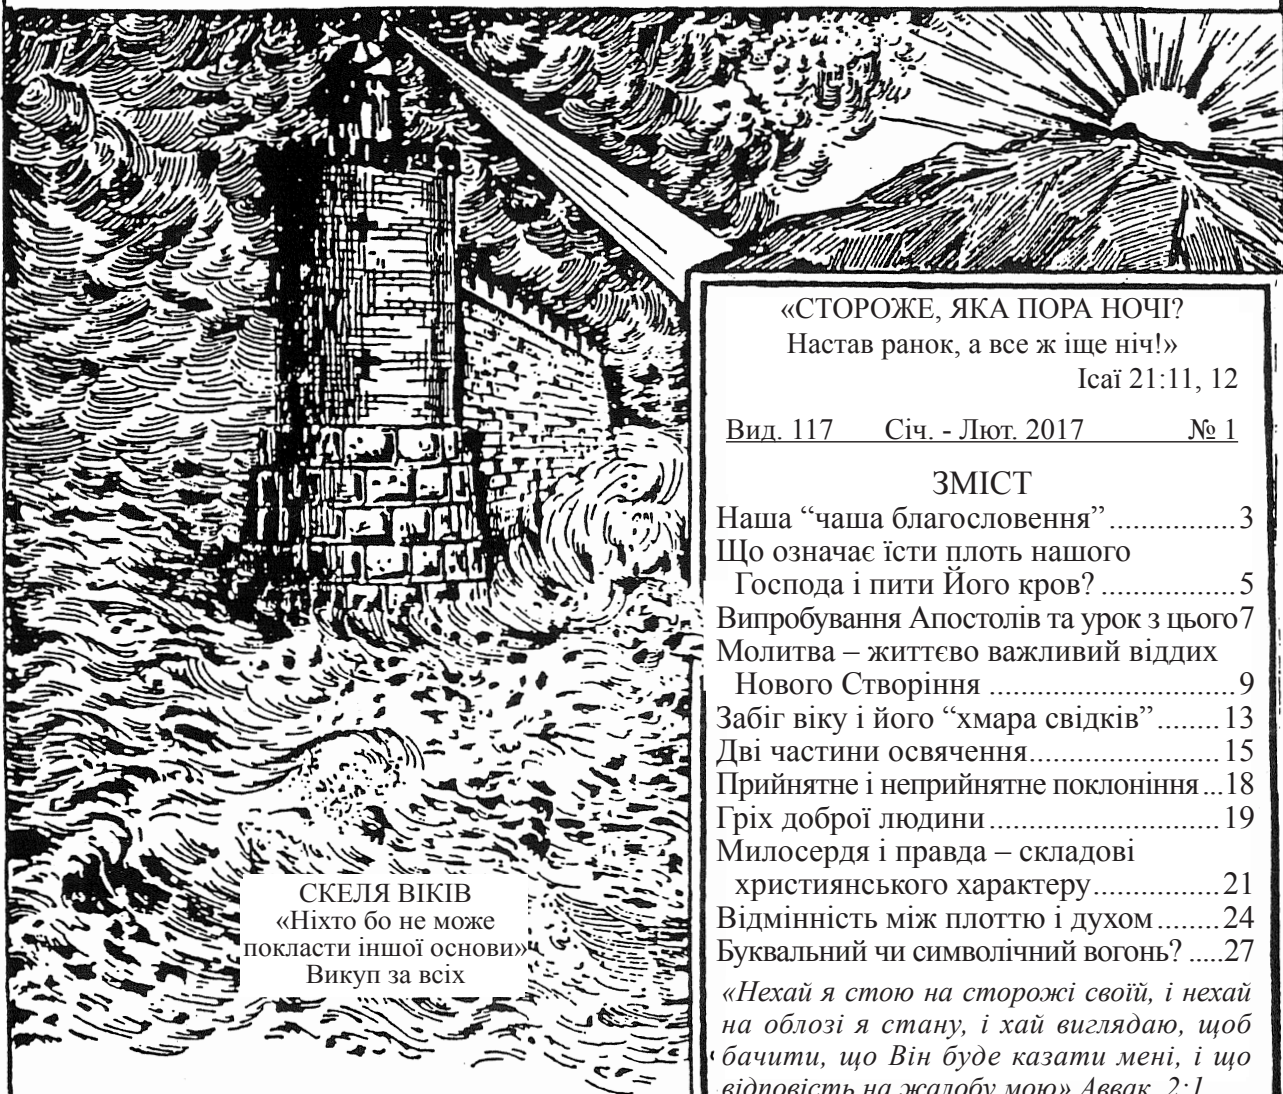 «СТОРОЖЕ, ЯКА ПОРА НОЧІ?
Настав ранок, а все ж іще ніч!»
Ісаї 21:11, 12
Вид. 117 Січ. - Лют. 2017 № 1
ЗМІСТ
Наша “чаша благословення”..............3
Що означає їсти плоть нашого
Господа і пити Його кров? .................5
Випробування Апостолів та урок з цього7
Молитва – життєво важливий віддих
Нового Створіння ..............................9
Забіг віку і його “хмара свідків”........13
Дві частини освячення.......................15
Прийнятне і неприйнятне поклоніння...18
Гріх доброї людини............................19
Милосердя і правда – складові
християнського характеру...............21
Відмінність між плоттю і духом........24
Буквальний чи символічний вогонь? .....27
«Нехай я стою на сторожі своїй, і нехай
на облозі я стану, і хай виглядаю, щоб
бачити, що Він буде казати мені, і що
відповість на жалобу мою» Аввак. 2:1
СКЕЛЯ ВІКІВ
«Ніхто бо не може
покласти іншої основи»
Викуп за всіх